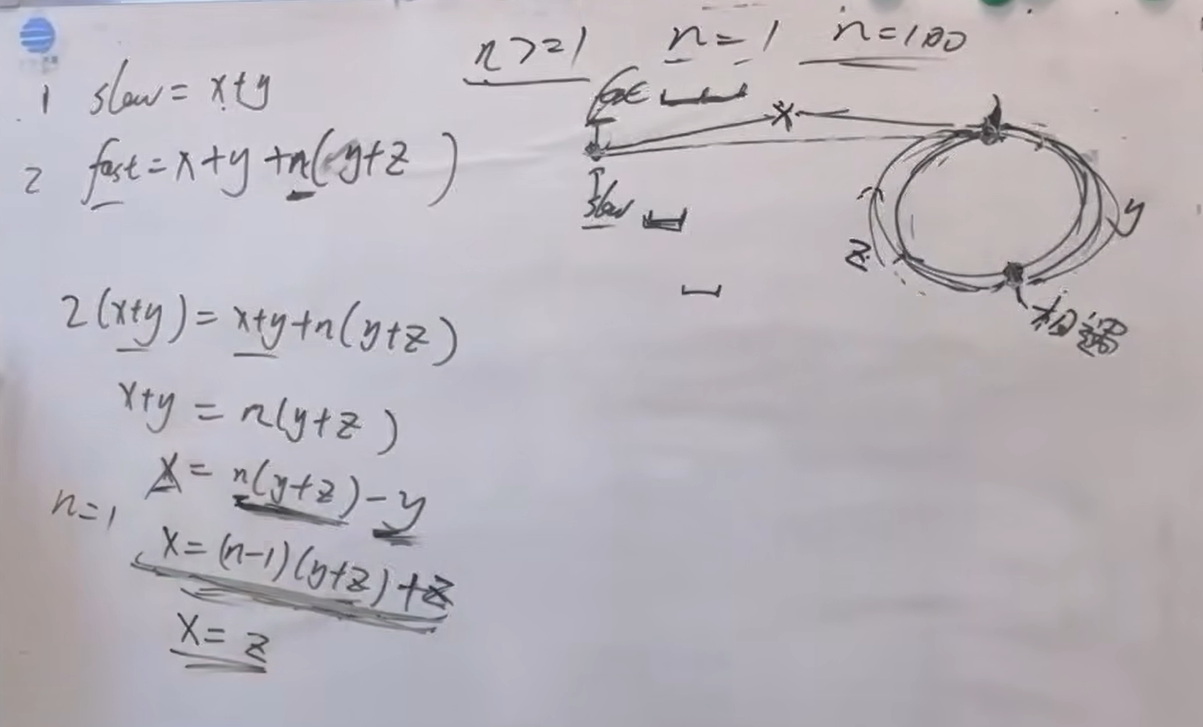 n>=1 n=1 n=100
1 slow=x+y
2 fast=x+y+n(y+z)
fast
x
slow
y
z
相遇
2(x+y)=x+y+n(y+z)
x+y=n(y+z)
x=n(y+z)-y
n=1
x=(n-1)(y+z)+z
x=z